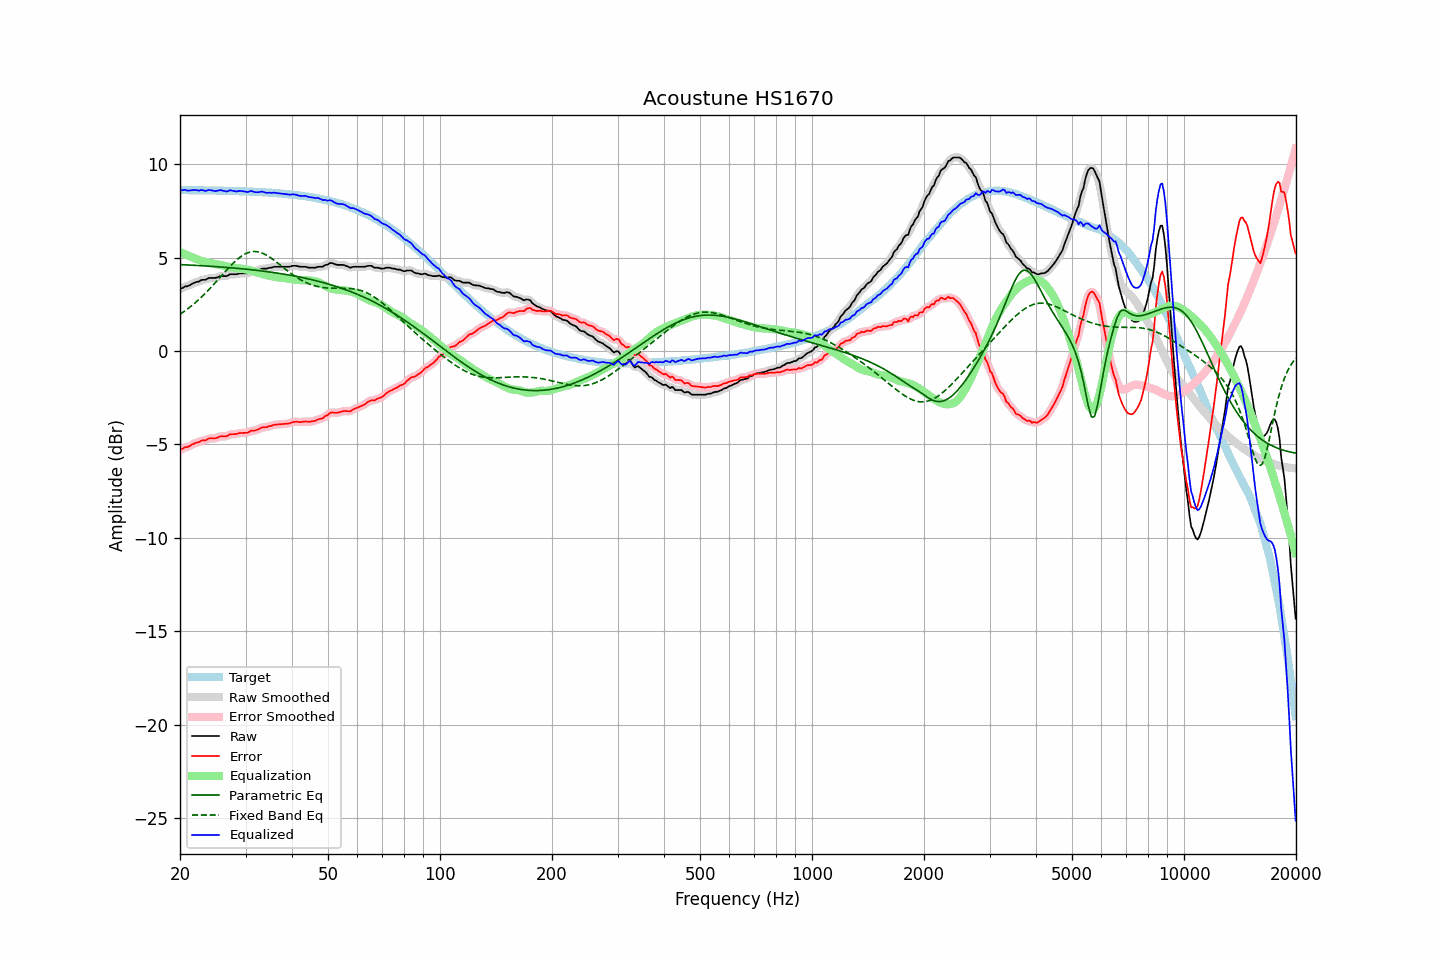 Acoustune HS1670
Amplitude (dBr)
10
5
0
−5
−10
−15
−20
−25
Target
Raw Smoothed
Error Smoothed
Raw
Error
Equalization
Parametric Eq
Fixed Band Eq
Equalized
20 50 100 200 500 1000 2000 5000 10000 20000
Frequency (Hz)